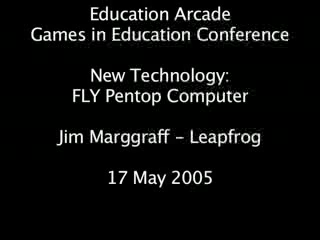 Education Arcade
Games in Education Conference
New Technology:
FLY Pentop Computer
Jim Marggraff - Leapfrog
17 May 2005